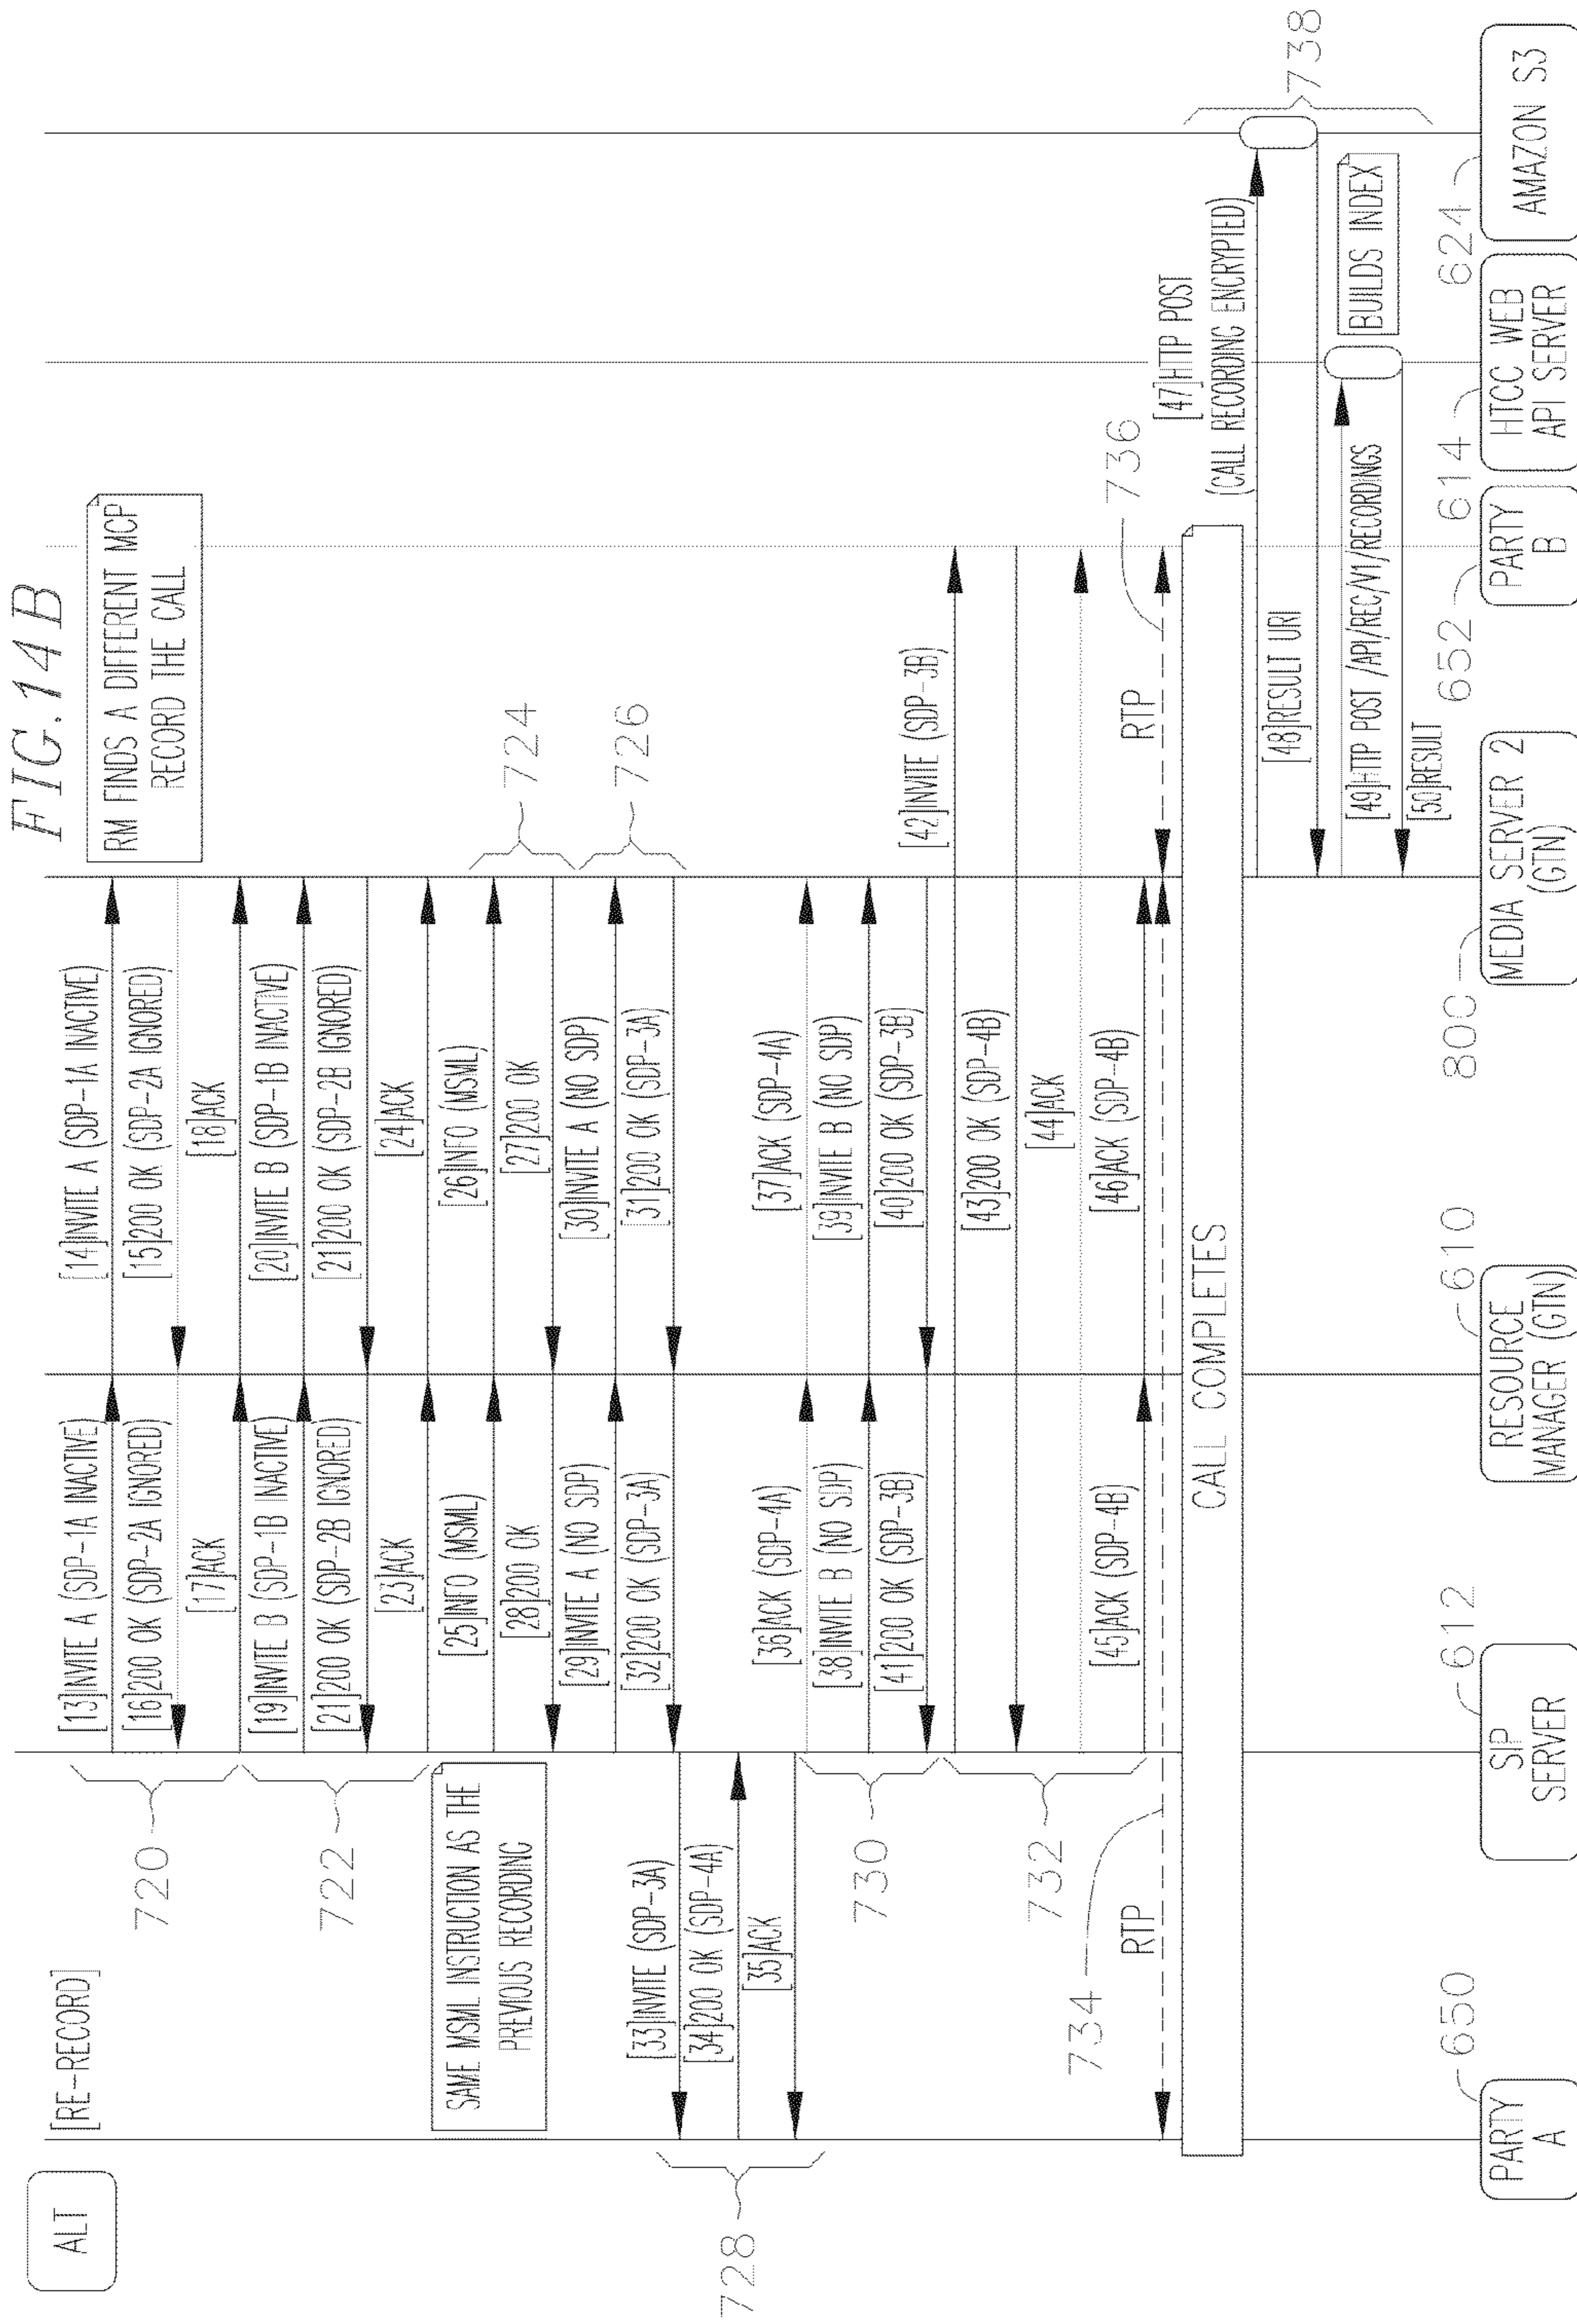 FIG.14B
ALT
[RE-RECORD]
RM FINDS A DIFFERENT MCP
RECORD THE CALL
[13]INVITE A (SDP-1A INACTIVE)
[14]INVITE A (SDP-1A INACTIVE)
[16]200 OK (SDP-2A IGNORED)
[15]200 OK (SDP-2A IGNORED)
720
[17]ACK
[18]ACK
[19]INVITE B (SDP-1B INACTIVE)
[20]INVITE B (SDP-1B INACTIVE)
[21]200 OK (SDP-2B IGNORED)
[21]200 OK (SDP-2B IGNORED)
722
[23]ACK
[24]ACK
SAME MSML INSTRUCTION AS THE
PREVIOUS RECORDING
[25]INFO (MSML)
[26]INFO (MSML)
[28]200 OK
[27]200 OK
724
[29]INVITE A (NO SDP)
[30]INVITE A (NO SDP)
[32]200 OK (SDP-3A)
[31]200 OK (SDP-3A)
726
[33]INVITE (SDP-3A)
[34]200 OK (SDP-4A)
[35]ACK
728
[36]ACK (SDP-4A)
[37]ACK (SDP-4A)
[38]INVITE B (NO SDP)
[39]INVITE B (NO SDP)
[41]200 OK (SDP-3B)
[40]200 OK (SDP-3B)
730
[42]INVITE (SDP-3B)
[43]200 OK (SDP-4B)
[44]ACK
732
[45]ACK (SDP-4B)
[46]ACK (SDP-4B)
734
RTP
RTP
736
CALL COMPLETES
[47]HTTP POST
(CALL RECORDING ENCRYPTED)
[48]RESULT URI
[49]HTTP POST /API/REC/V1/RECORDINGS
BUILDS INDEX
[50]RESULT
738
650
612
610
800
652
614
624
PARTY
A
SIP
SERVER
RESOURCE
MANAGER (GTN)
MEDIA SERVER 2
(GTN)
PARTY
B
HTCC WEB
API SERVER
AMAZON S3